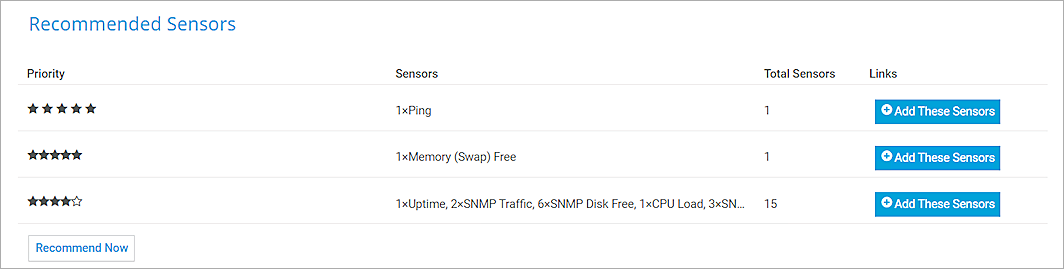 Recommended Sensors
Priority Sensors Total Sensors Links
1×Ping 1 Add These Sensors
1×Memory (Swap) Free 1 Add These Sensors
1×Uptime, 2×SNMP Traffic, 6×SNMP Disk Free, 1×CPU Load, 3×SN... 15 Add These Sensors
Recommend Now